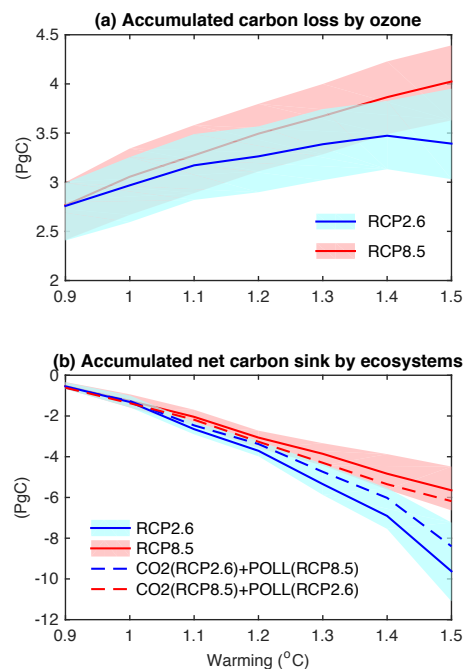 (a) Accumulated carbon loss by ozone
4.5
4
3.5
3
2.5
2
(PgC)
RCP2.6
RCP8.5
0.9 1 1.1 1.2 1.3 1.4 1.5
(b) Accumulated net carbon sink by ecosystems
0
-2
-4
-6
-8
-10
-12
(PgC)
RCP2.6
RCP8.5
CO2(RCP2.6)+POLL(RCP8.5)
CO2(RCP8.5)+POLL(RCP2.6)
0.9 1 1.1 1.2 1.3 1.4 1.5
Warming (°C)